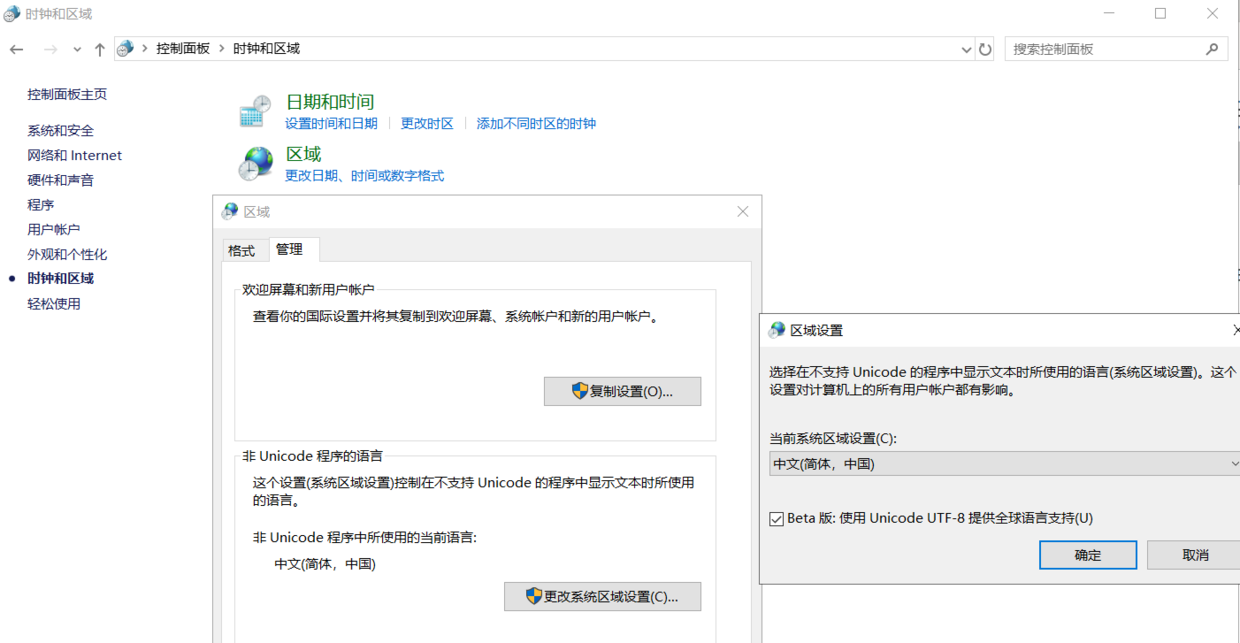 时钟和区域
控制面板 时钟和区域
搜索控制面板
控制面板主页
系统和安全
网络和 Internet
硬件和声音
程序
用户帐户
外观和个性化
时钟和区域
轻松使用
日期和时间
设置时间和日期 更改时区 添加不同时区的时钟
区域
更改日期、时间或数字格式
区域
格式 管理
欢迎屏幕和新用户帐户
查看你的国际设置并将其复制到欢迎屏幕、系统帐户和新的用户帐户。
复制设置(O)...
非 Unicode 程序的语言
这个设置(系统区域设置)控制在不支持 Unicode 的程序中显示文本时所使用
的语言。
非 Unicode 程序中所使用的当前语言:
中文(简体，中国)
更改系统区域设置(C)...
区域设置
选择在不支持 Unicode 的程序中显示文本时所使用的语言(系统区域设置)。这个
设置对计算机上的所有用户帐户都有影响。
当前系统区域设置(C):
中文(简体，中国)
Beta 版: 使用 Unicode UTF-8 提供全球语言支持(U)
确定 取消